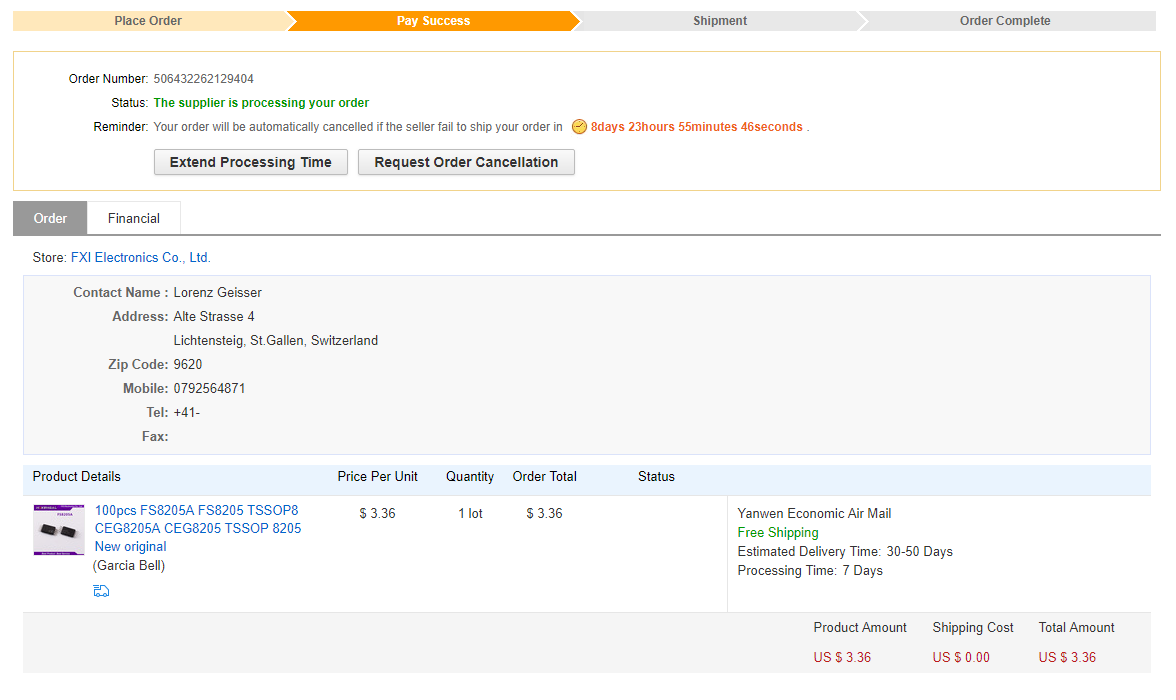 Place Order
Pay Success
Shipment
Order Complete
Order Number: 506432262129404
Status: The supplier is processing your order
Reminder: Your order will be automatically cancelled if the seller fail to ship your order in 8days 23hours 55minutes 46seconds .
Extend Processing Time
Request Order Cancellation
Order
Financial
Store: FXI Electronics Co., Ltd.
Contact Name : Lorenz Geisser
Address: Alte Strasse 4
Lichtensteig, St.Gallen, Switzerland
Zip Code: 9620
Mobile: 0792564871
Tel: +41-
Fax:
Product Details Price Per Unit Quantity Order Total Status
100pcs FS8205A FS8205 TSSOP8
CEG8205A CEG8205 TSSOP 8205
New original
(Garcia Bell)
$ 3.36
1 lot
$ 3.36
Yanwen Economic Air Mail
Free Shipping
Estimated Delivery Time: 30-50 Days
Processing Time: 7 Days
Product Amount Shipping Cost Total Amount
US $ 3.36 US $ 0.00 US $ 3.36